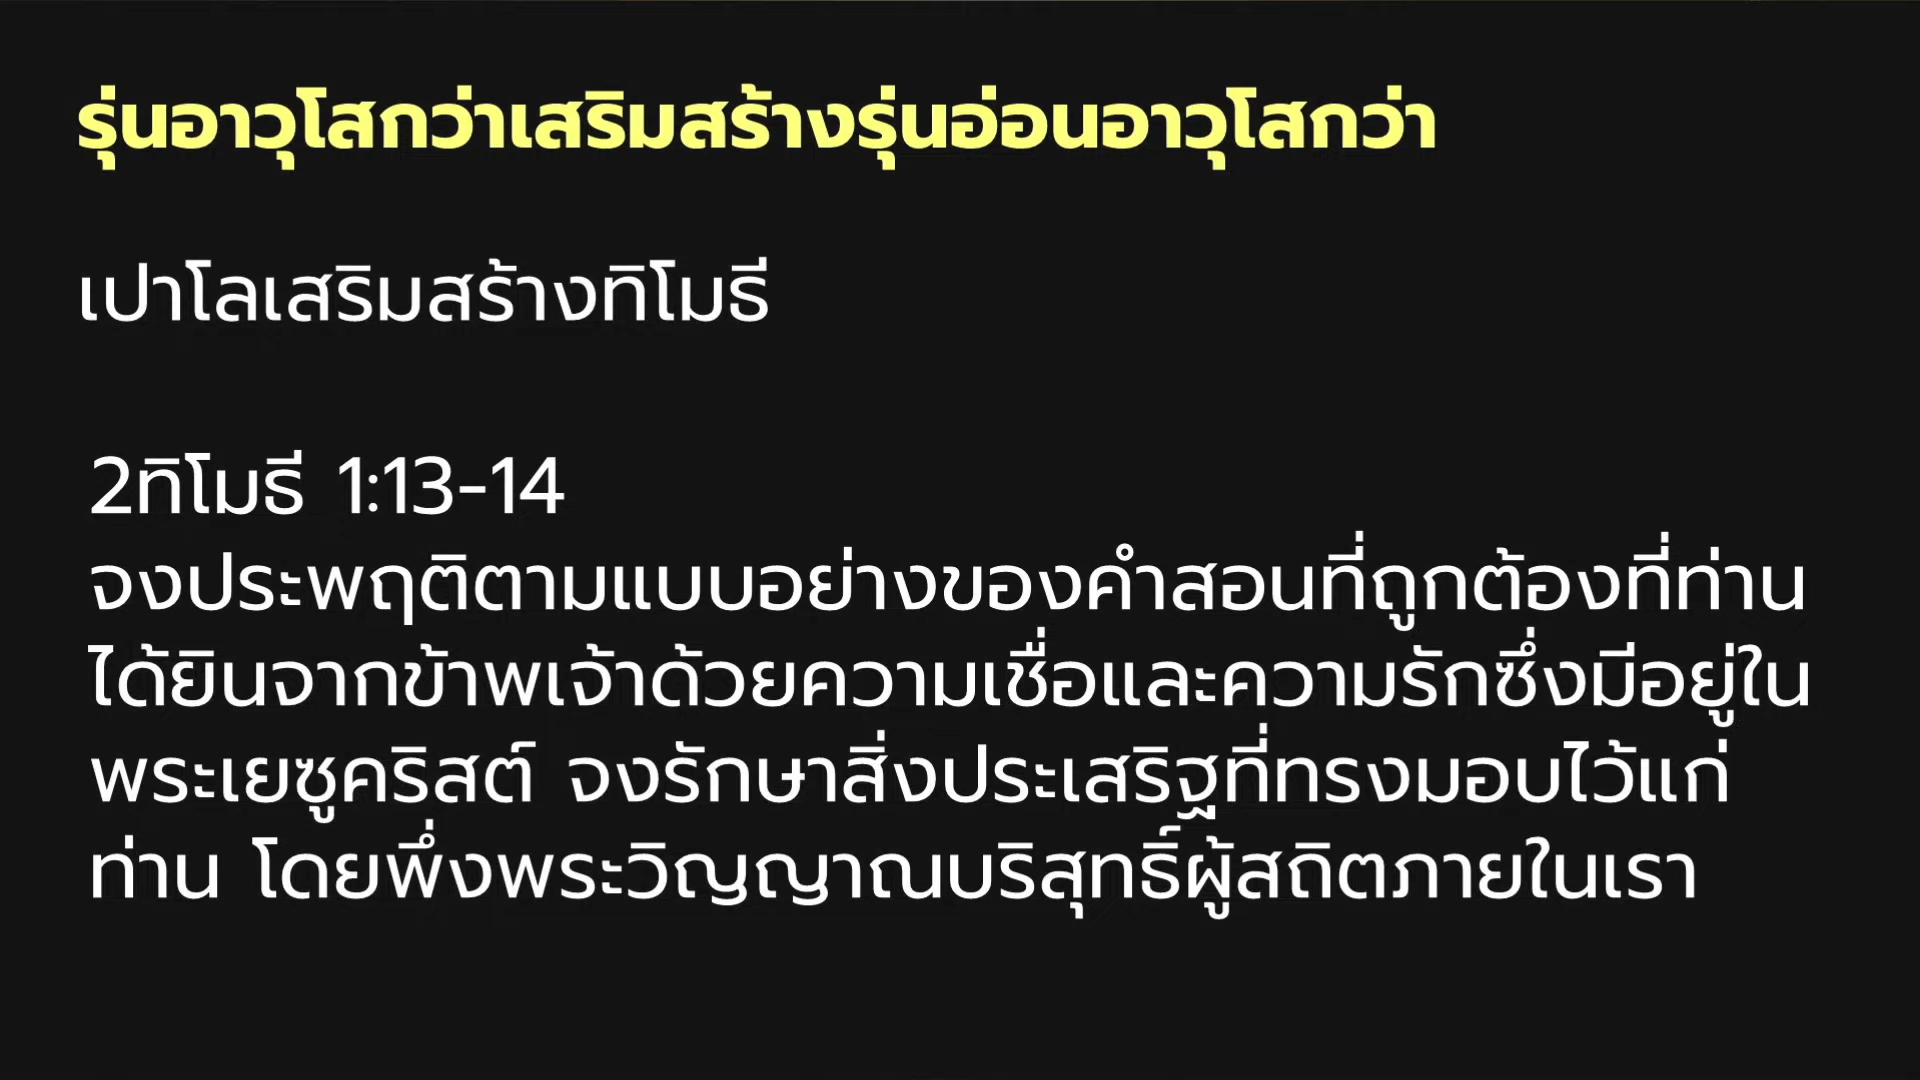 รุ่นอาวุโสกว่าเสริมสร้างรุ่นอ่อนอาวุโสกว่า
เปาโลเสริมสร้างทิโมธี
2ทิโมธี 1:13-14
จงประพฤติตามแบบอย่างของคำสอนที่ถูกต้องที่ท่าน
ได้ยินจากข้าพเจ้าด้วยความเชื่อและความรักซึ่งมีอยู่ใน
พระเยซูคริสต์ จงรักษาสิ่งประเสริฐที่ทรงมอบไว้แก่
ท่าน โดยพึ่งพระวิญญาณบริสุทธิ์ผู้สถิตภายในเรา